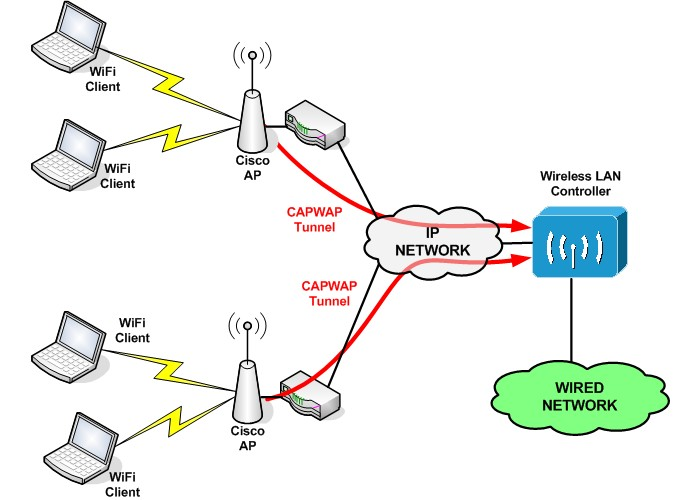 WiFi
Client
WiFi
Client
Cisco
AP
Wireless LAN
Controller
CAPWAP
Tunnel
IP
NETWORK
CAPWAP
Tunnel
WiFi
Client
Cisco
AP
WIRED
NETWORK
WiFi
Client